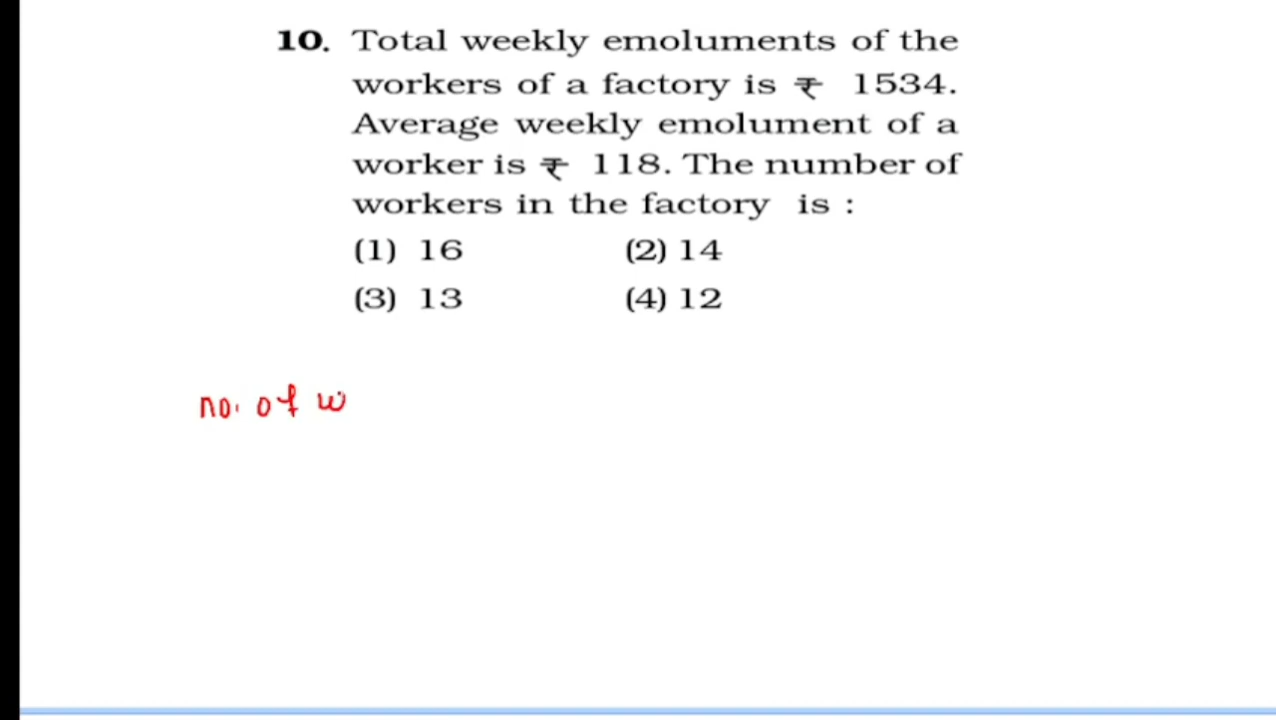 10. Total weekly emoluments of the
workers of a factory is ₹ 1534.
Average weekly emolument of a
worker is ₹ 118. The number of
workers in the factory is :
(1) 16 (2) 14
(3) 13 (4) 12
no. of w